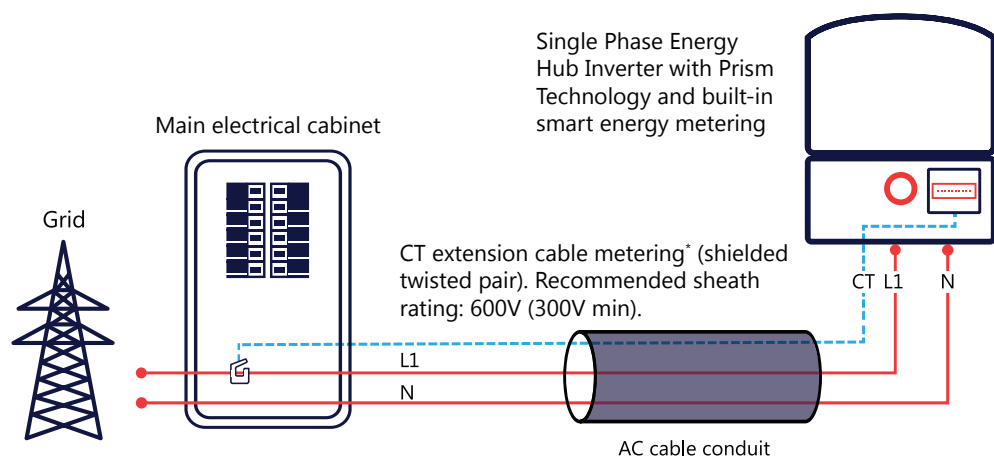 Single Phase Energy
Hub Inverter with Prism
Technology and built-in
smart energy metering
Main electrical cabinet
Grid
CT extension cable metering* (shielded
twisted pair). Recommended sheath
rating: 600V (300V min).
CT L1 N
L1
N
AC cable conduit